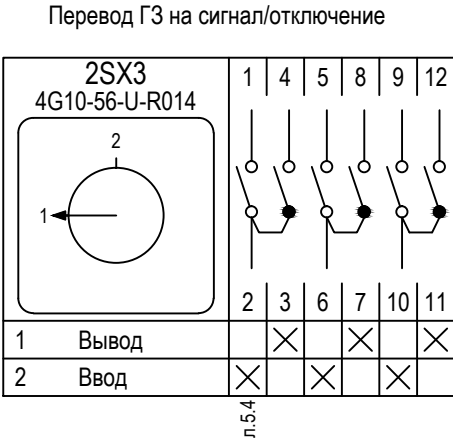 Перевод ГЗ на сигнал/отключение
2SX3
4G10-56-U-R014
1 4 5 8 9 12
2
1
2 3 6 7 10 11
1 Вывод
2 Ввод
л.5.4